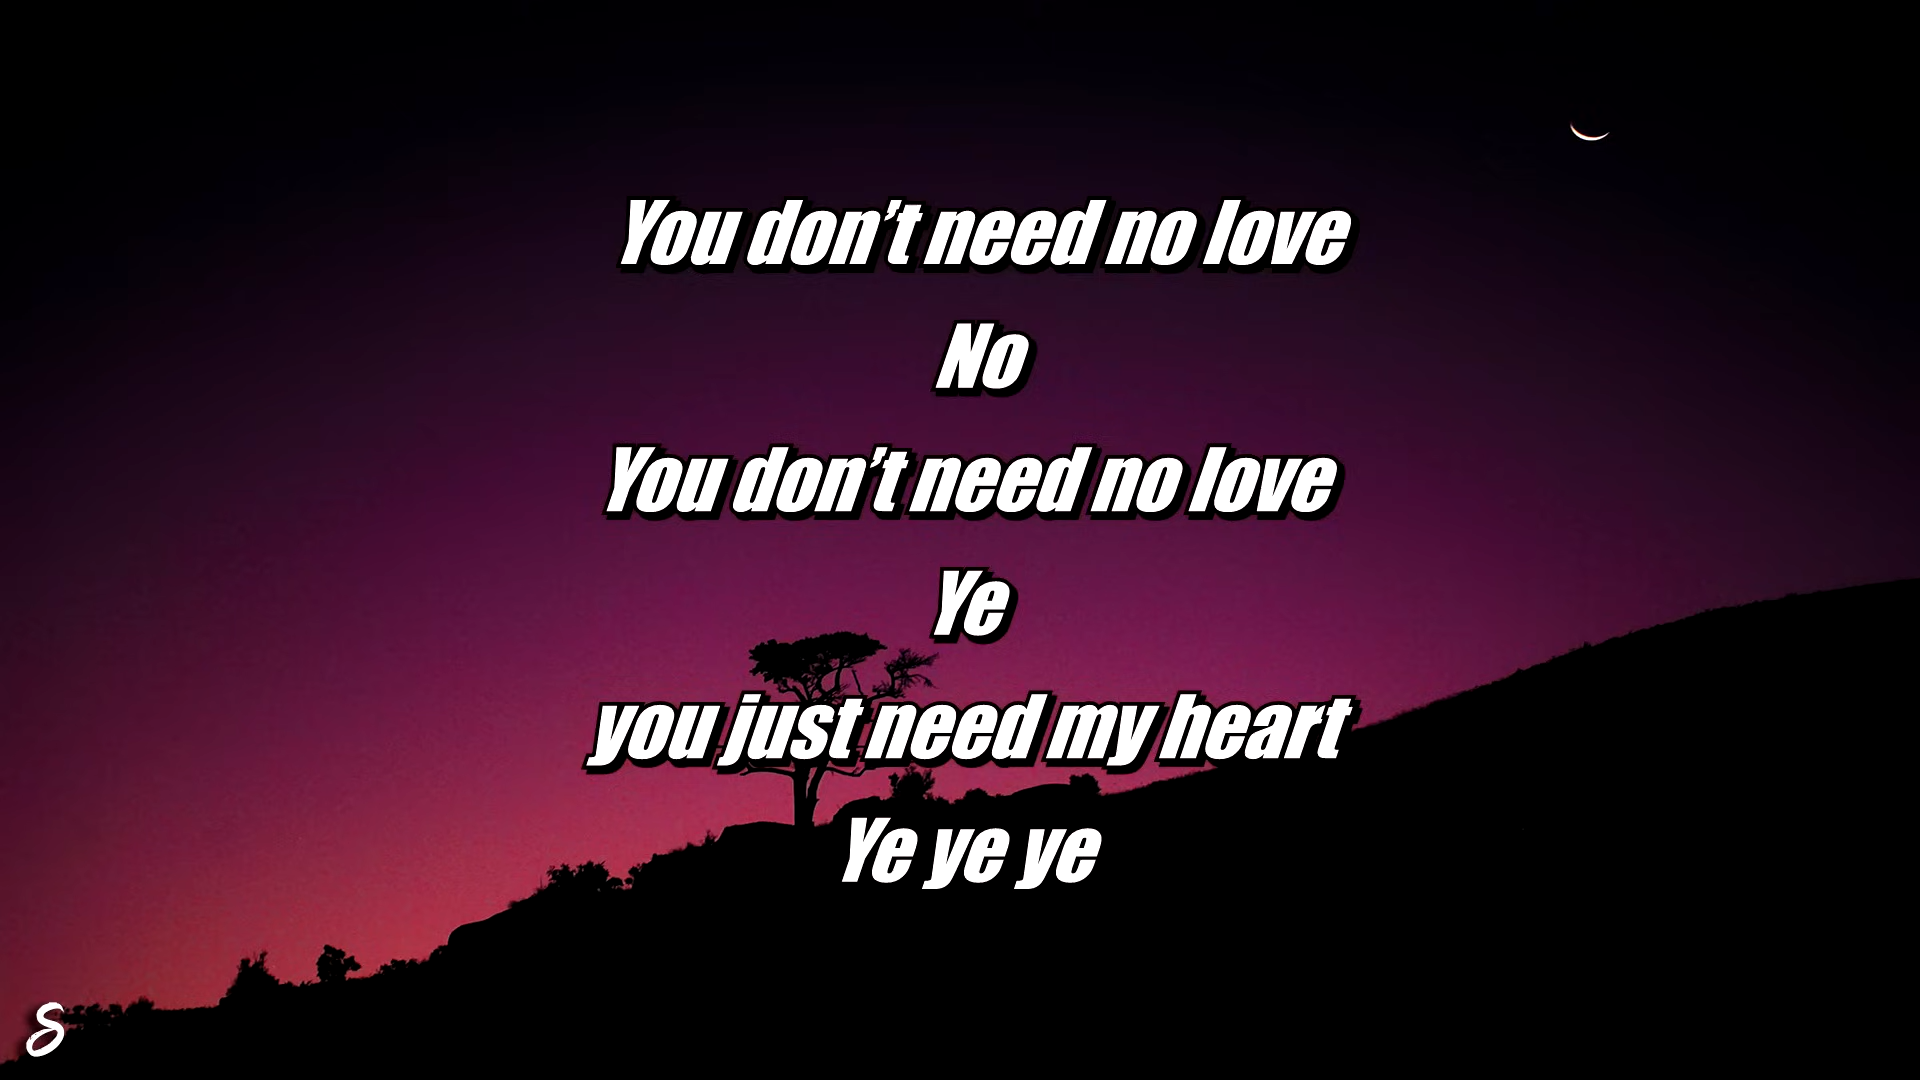 You don’t need no love
No
You don’t need no love
Ye
you just need my heart
Ye ye ye
S